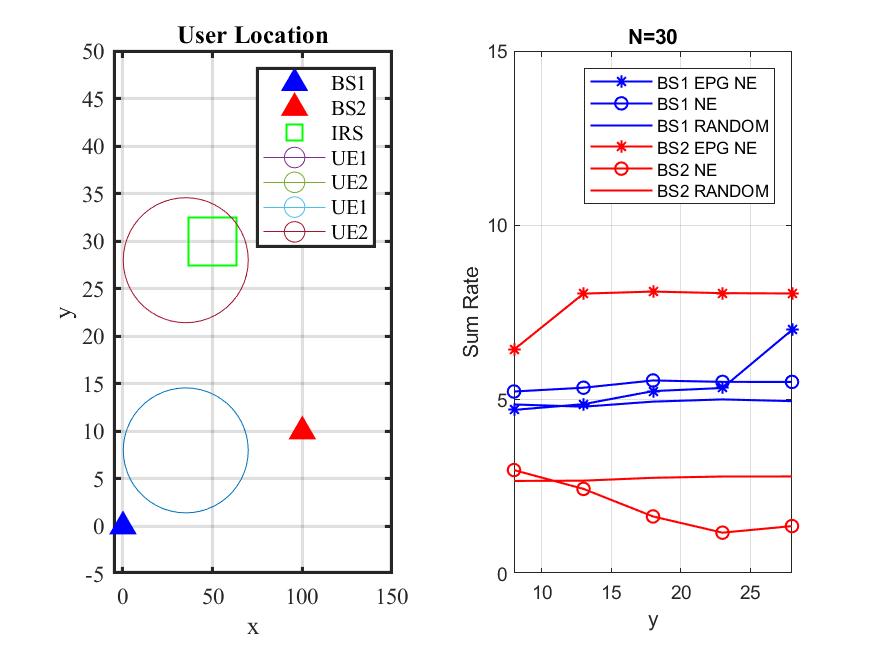 User Location
50
45
40
35
30
25
20
15
10
5
0
-5
0 50 100 150
x
y
BS1
BS2
IRS
UE1
UE2
UE1
UE2
N=30
15
10
5
0
10 15 20 25
y
Sum Rate
BS1 EPG NE
BS1 NE
BS1 RANDOM
BS2 EPG NE
BS2 NE
BS2 RANDOM